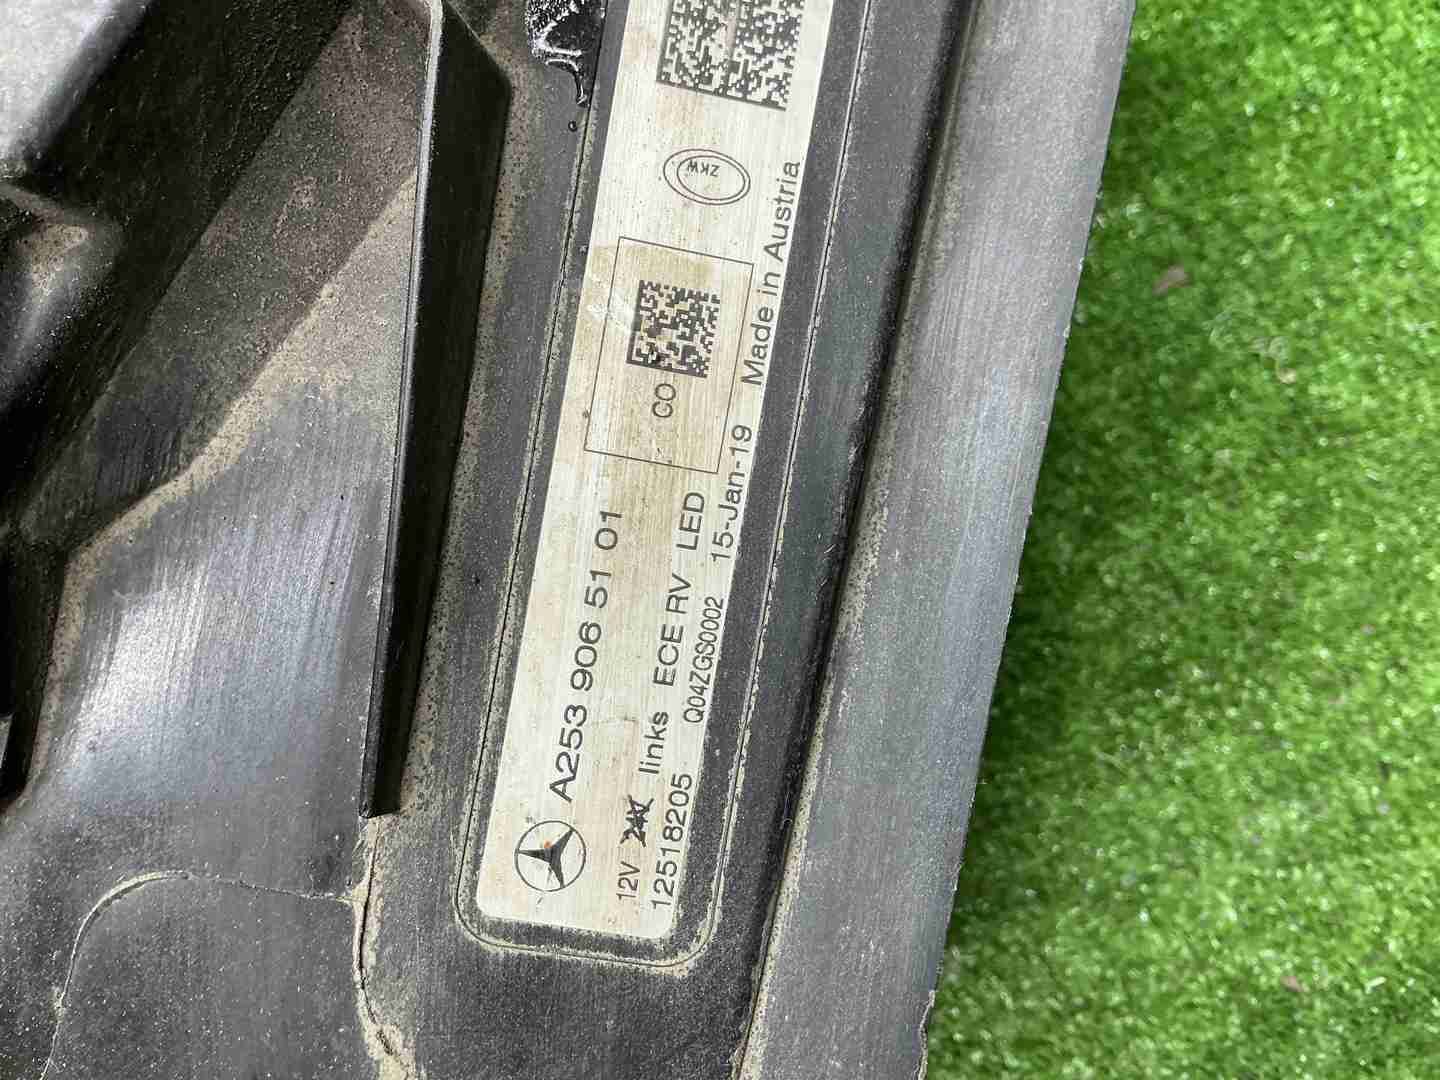 ZKW
CO
A253 906 51 01
12V 24V links ECE RV LED
12518205 Q04ZGS0002 15-Jan-19 Made in Austria